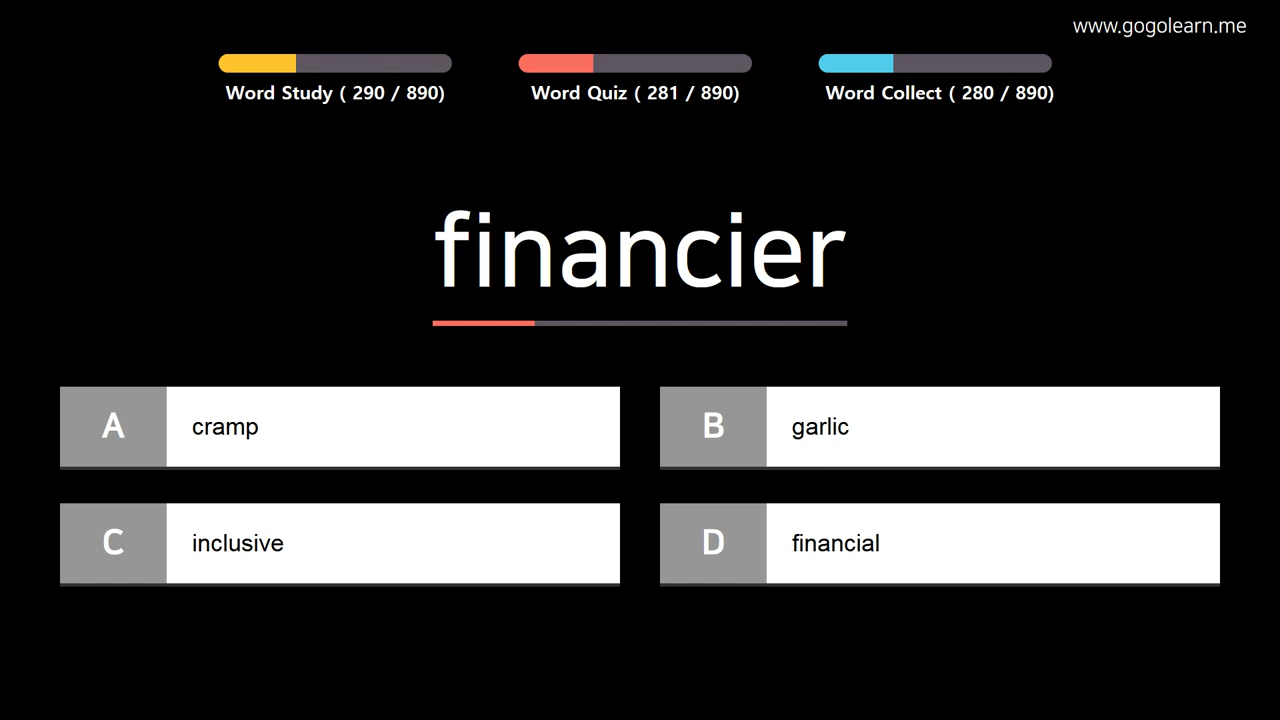 www.gogolearn.me
Word Study ( 290 / 890)
Word Quiz ( 281 / 890)
Word Collect ( 280 / 890)
financier
A cramp
B garlic
C inclusive
D financial